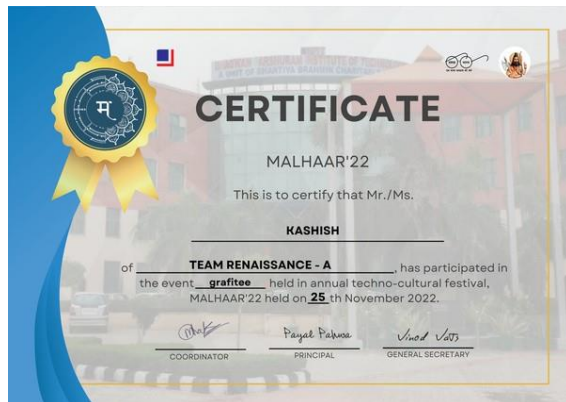 म्
CERTIFICATE
MALHAAR'22
This is to certify that Mr./Ms.
KASHISH
of TEAM RENAISSANCE - A, has participated in
the event grafitee held in annual techno-cultural festival,
MALHAAR'22 held on 25 th November 2022.
Payal Pahwa
Vinod Vats
COORDINATOR
PRINCIPAL
GENERAL SECRETARY